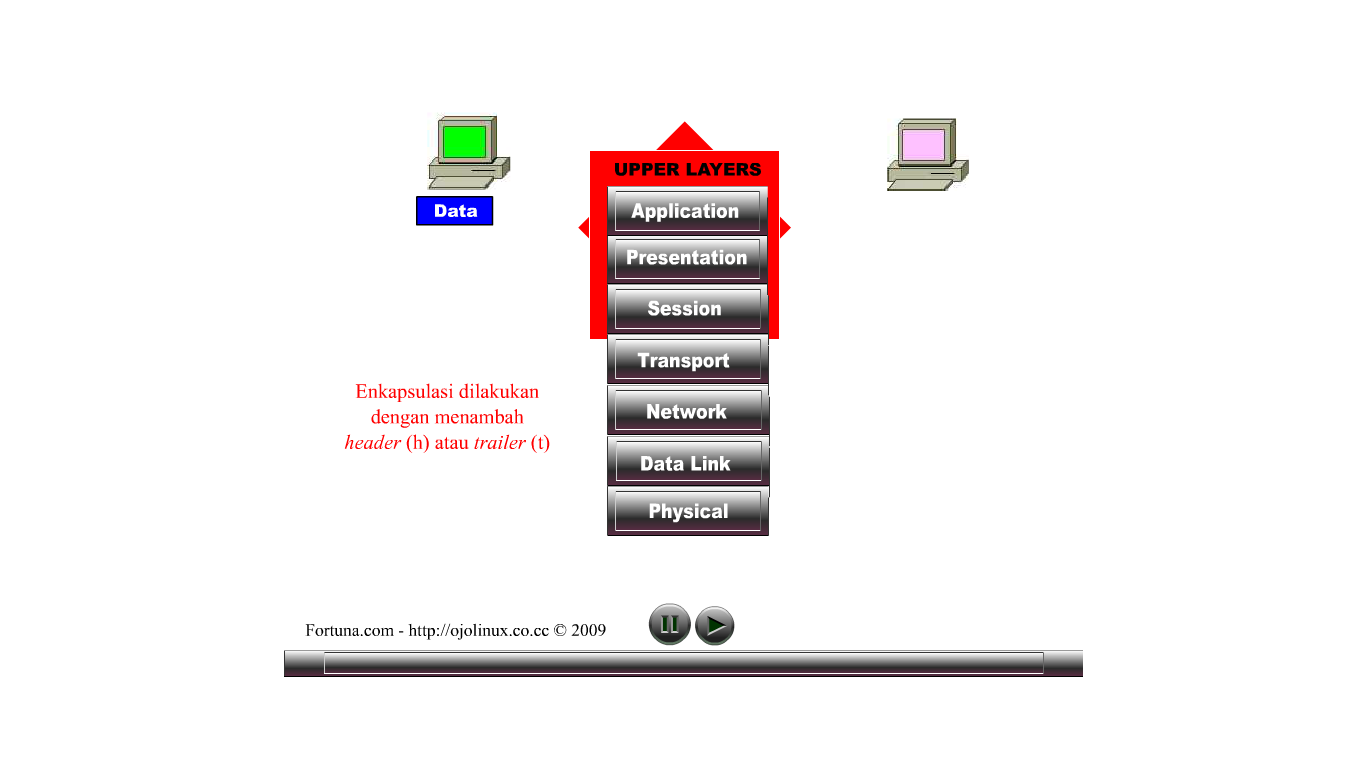 UPPER LAYERS
Application
Data
Presentation
Session
Transport
Enkapsulasi dilakukan
dengan menambah
header (h) atau trailer (t)
Network
Data Link
Physical
Fortuna.com - http://ojolinux.co.cc © 2009